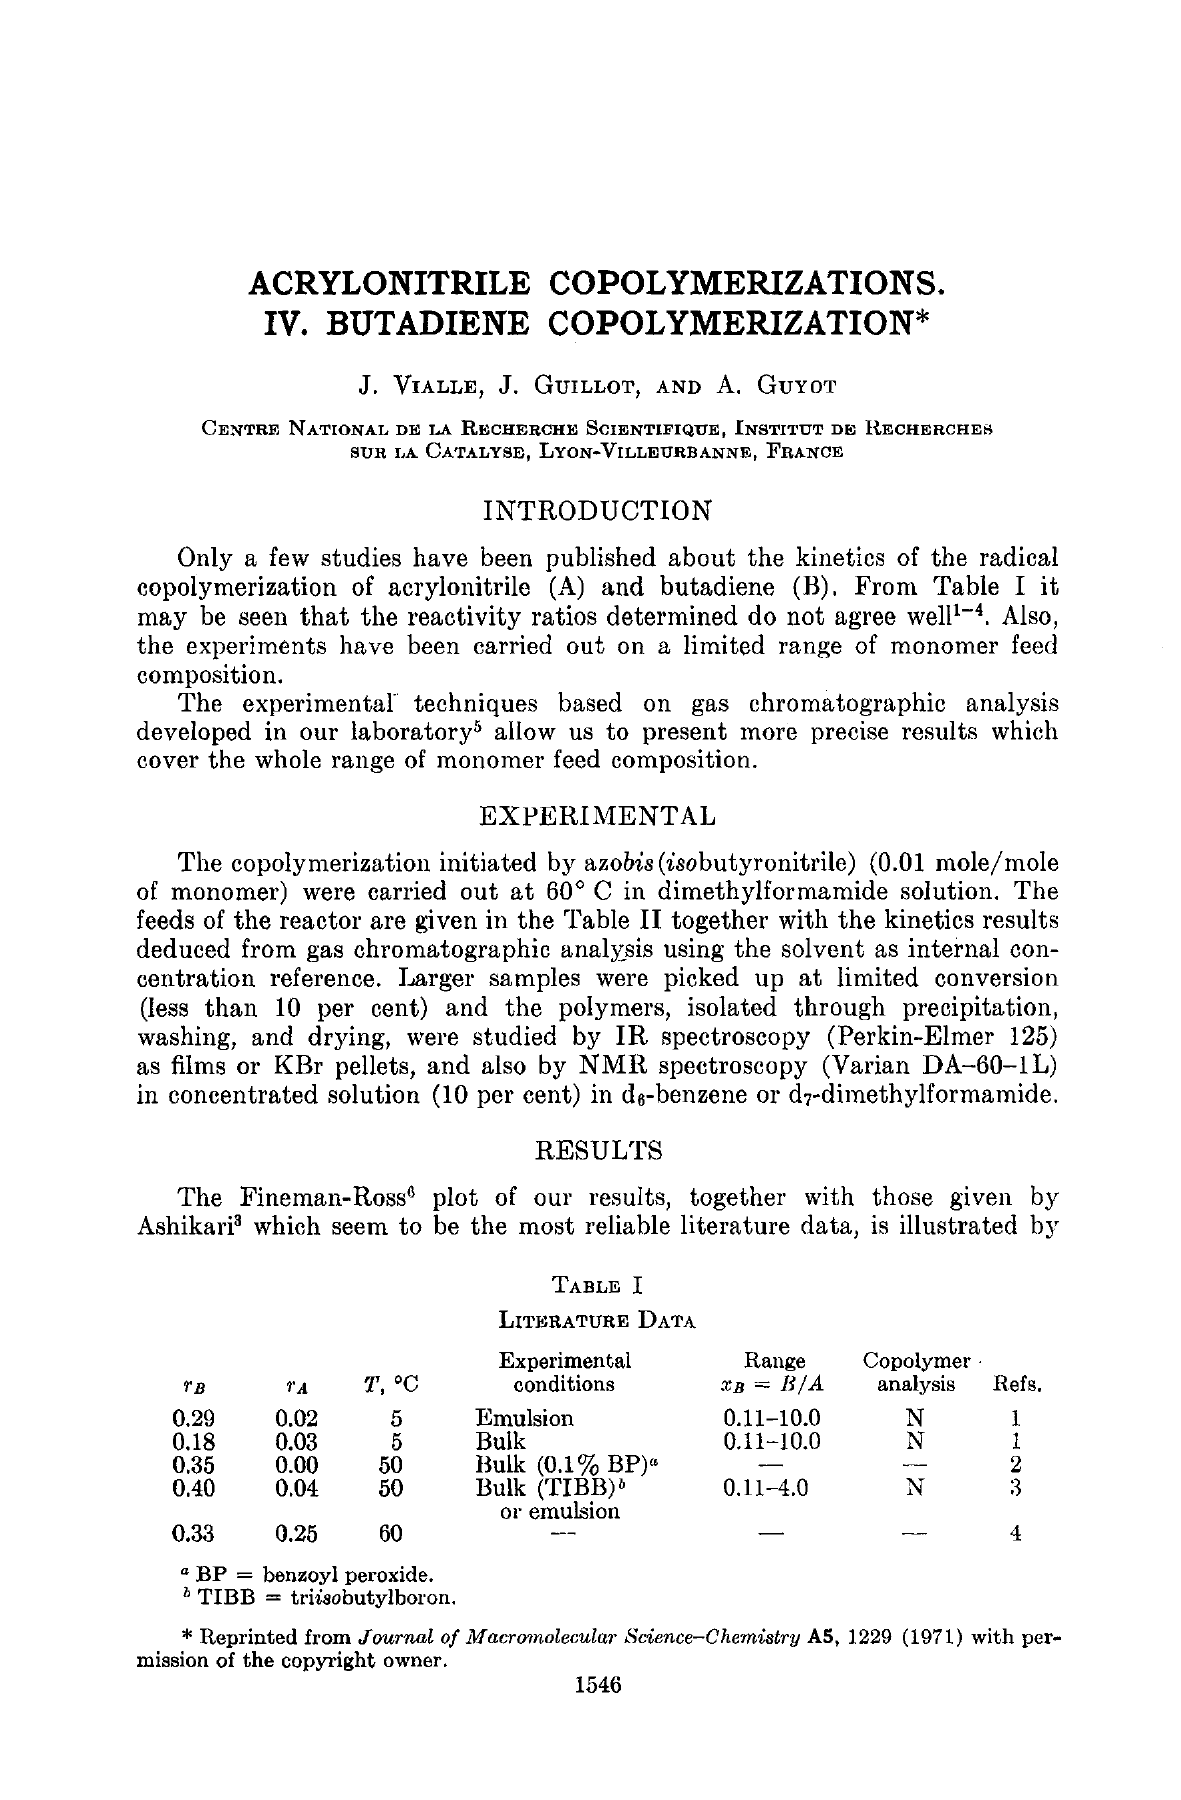 ACRYLONITRILE COPOLYMERIZATIONS.
IV. BUTADIENE COPOLYMERIZATION*
J. VIALLE, J. GUILLOT, AND A. GUYOT
CENTRE NATIONAL DE LA RECHERCHE SCIENTIFIQUE, INSTITUT DE RECHERCHES
SUR LA CATALYSE, LYON-VILLEURBANNE, FRANCE
INTRODUCTION
Only a few studies have been published about the kinetics of the radical
copolymerization of acrylonitrile (A) and butadiene (B). From Table I it
may be seen that the reactivity ratios determined do not agree well¹⁻⁴. Also,
the experiments have been carried out on a limited range of monomer feed
composition.
The experimental techniques based on gas chromatographic analysis
developed in our laboratory⁵ allow us to present more precise results which
cover the whole range of monomer feed composition.
EXPERIMENTAL
The copolymerization initiated by azobis(isobutyronitrile) (0.01 mole/mole
of monomer) were carried out at 60° C in dimethylformamide solution. The
feeds of the reactor are given in the Table II together with the kinetics results
deduced from gas chromatographic analysis using the solvent as internal con-
centration reference. Larger samples were picked up at limited conversion
(less than 10 per cent) and the polymers, isolated through precipitation,
washing, and drying, were studied by IR spectroscopy (Perkin-Elmer 125)
as films or KBr pellets, and also by NMR spectroscopy (Varian DA–60–1L)
in concentrated solution (10 per cent) in d₆-benzene or d₇-dimethylformamide.
RESULTS
The Fineman-Ross⁶ plot of our results, together with those given by
Ashikari³ which seem to be the most reliable literature data, is illustrated by
TABLE I
LITERATURE DATA
Experimental Range Copolymer
rB rA T, °C conditions xB = B/A analysis Refs.
0.29 0.02 5 Emulsion 0.11–10.0 N 1
0.18 0.03 5 Bulk 0.11–10.0 N 1
0.35 0.00 50 Bulk (0.1% BP)ᵃ — — 2
0.40 0.04 50 Bulk (TIBB)ᵇ 0.11–4.0 N 3
or emulsion
0.33 0.25 60 — — — 4
ᵃ BP = benzoyl peroxide.
ᵇ TIBB = triisobutylboron.
* Reprinted from Journal of Macromolecular Science–Chemistry A5, 1229 (1971) with per-
mission of the copyright owner.
1546